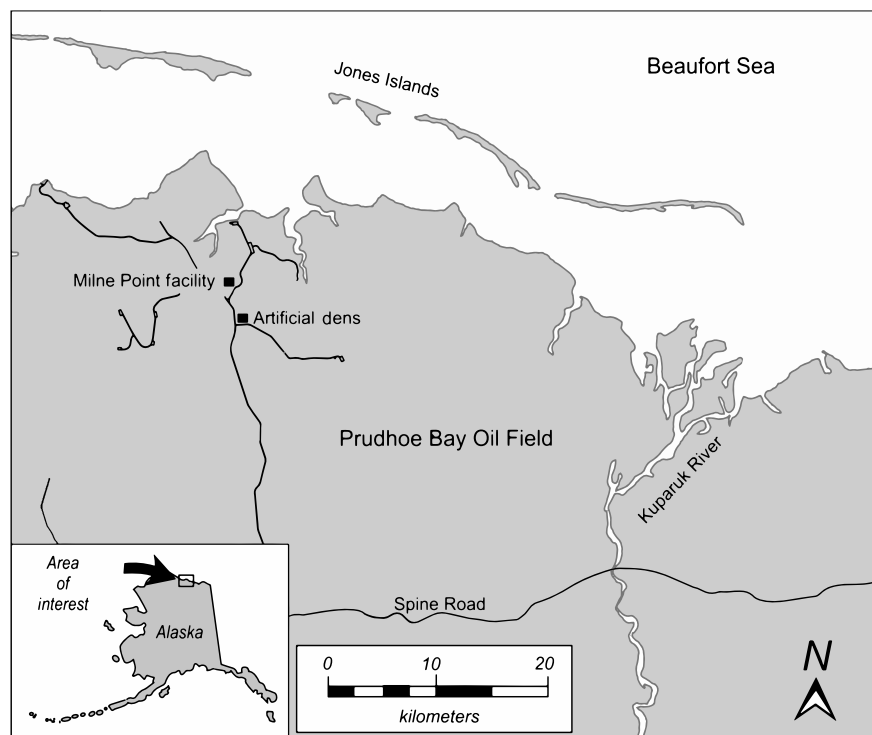 Beaufort Sea
Jones Islands
Milne Point facility
Artificial dens
Prudhoe Bay Oil Field
Kuparuk River
Spine Road
Area
of
interest
Alaska
0 10 20
kilometers
N